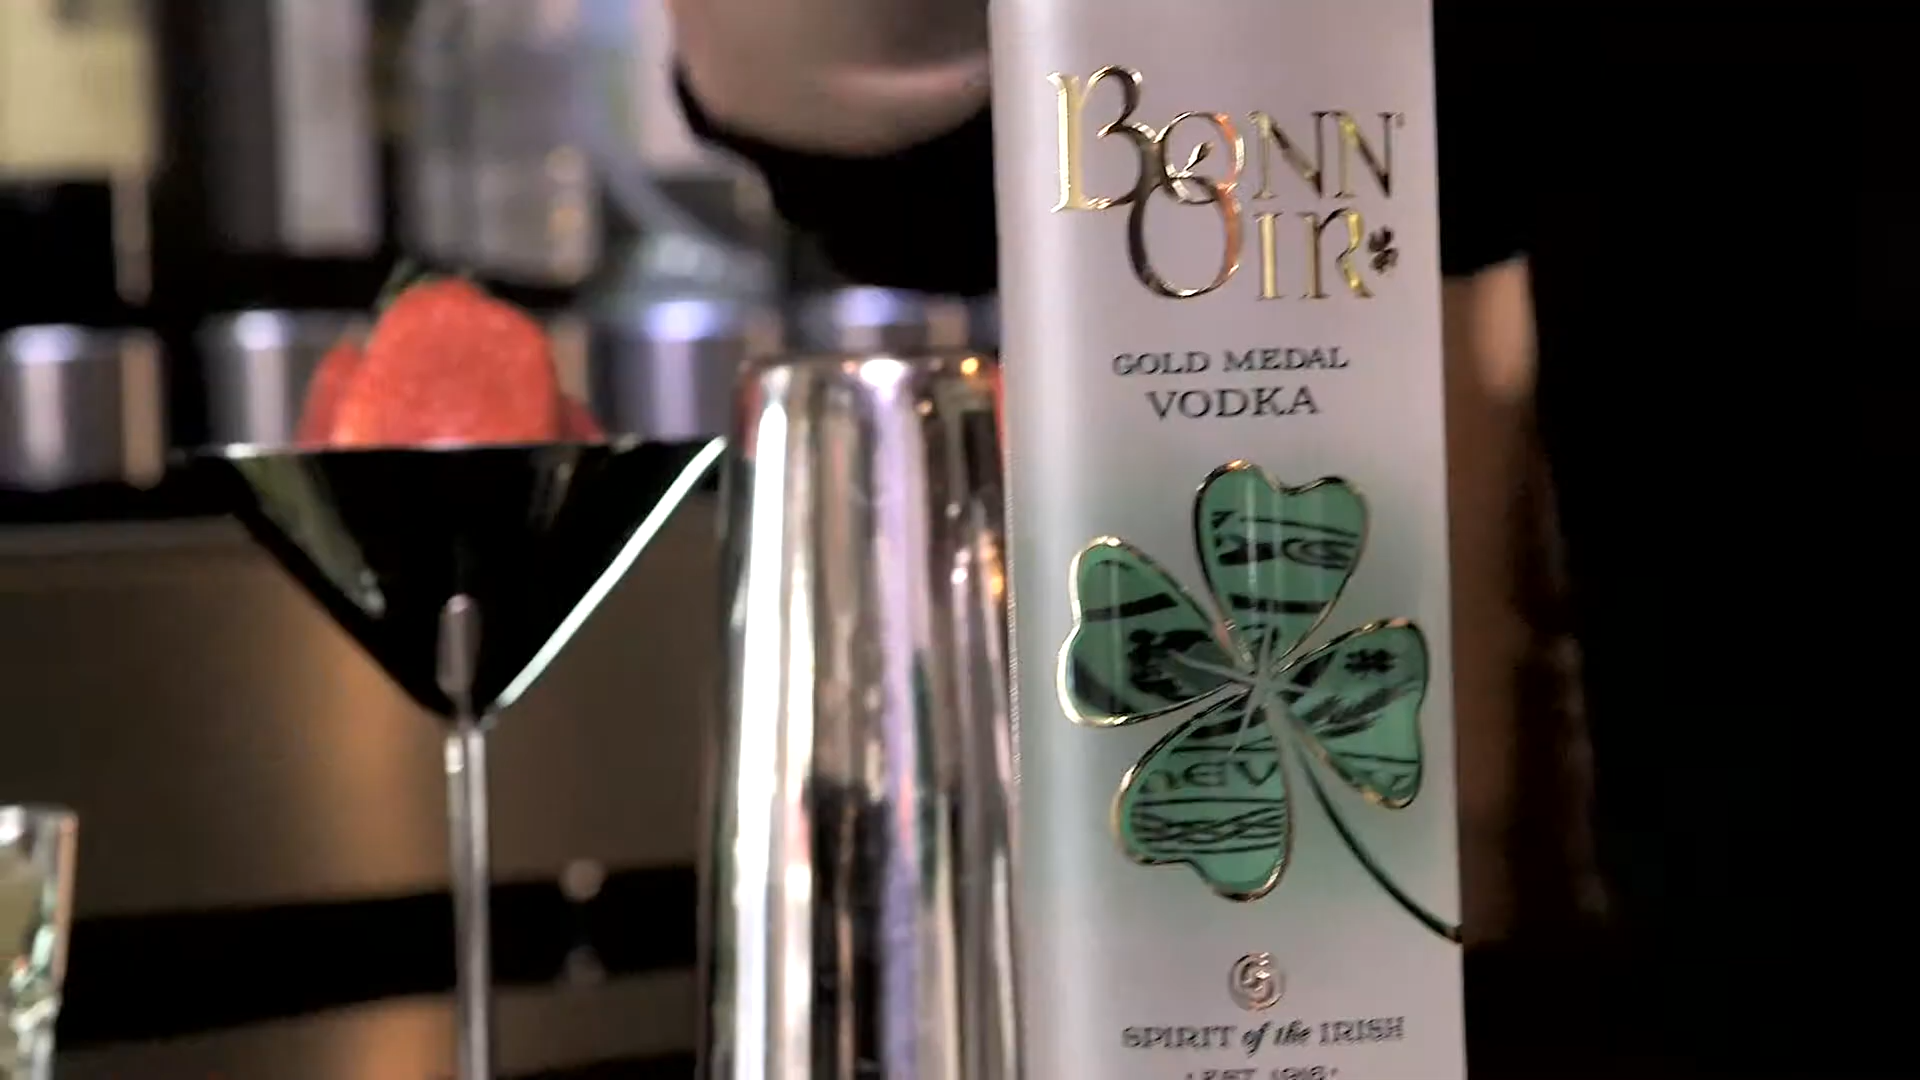 BONN
OIR
GOLD MEDAL
VODKA
SPIRIT of the IRISH